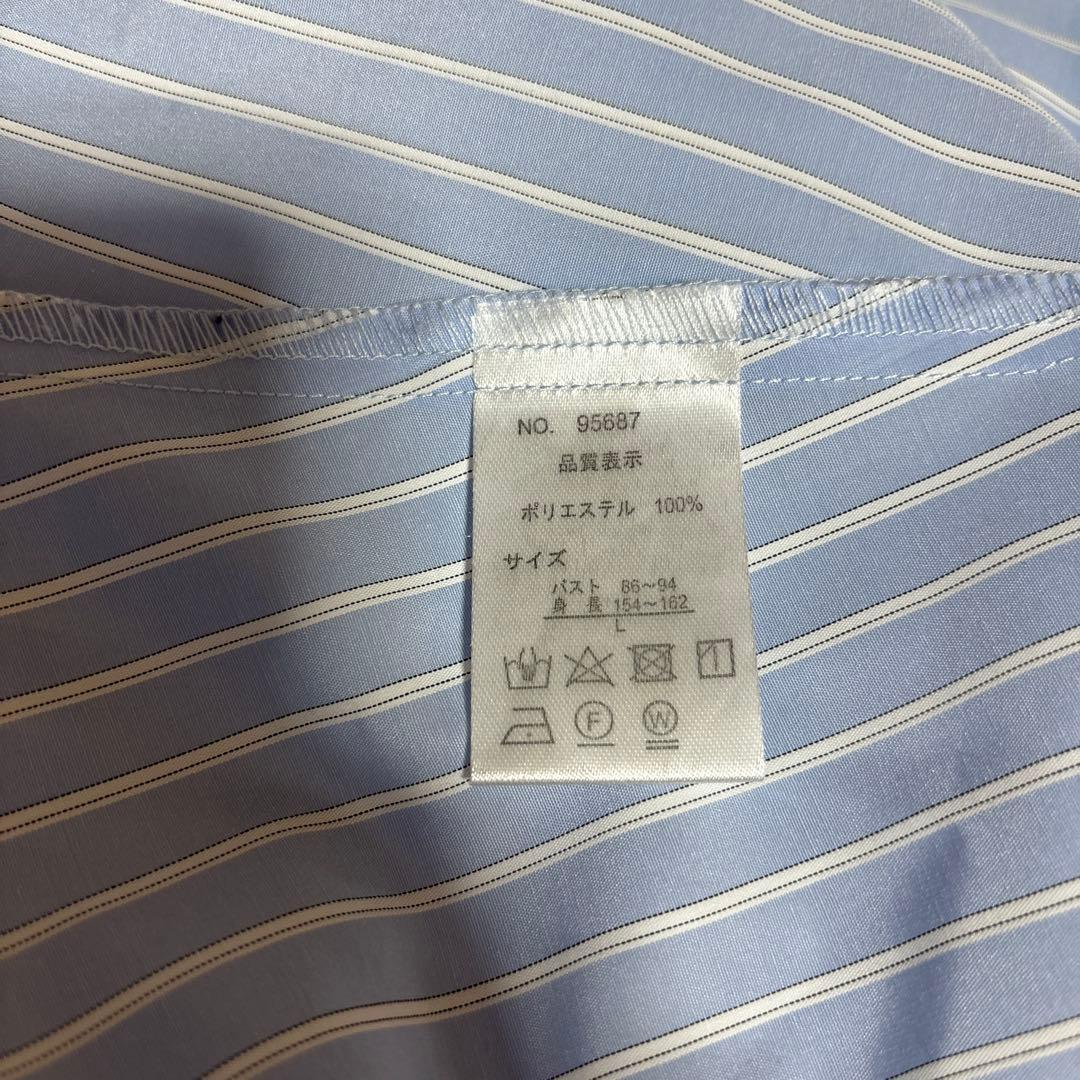 NO. 95687
品質表示
ポリエステル 100%
サイズ
バスト 86～94
身 長 154～162
L
F W